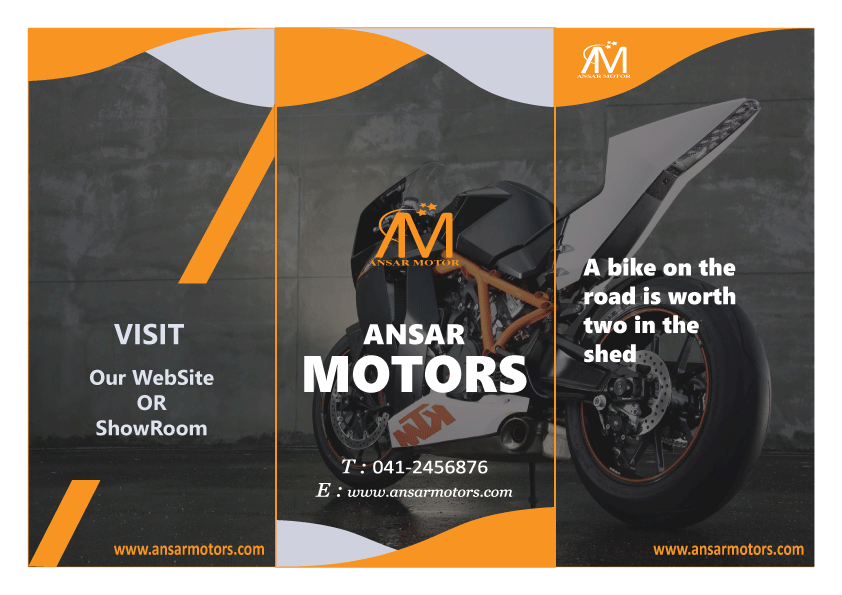 VISIT
Our WebSite
OR
ShowRoom
www.ansarmotors.com
AM
ANSAR MOTOR
ANSAR
MOTORS
KTM
T : 041-2456876
E : www.ansarmotors.com
AM
ANSAR MOTOR
A bike on the
road is worth
two in the
shed
www.ansarmotors.com